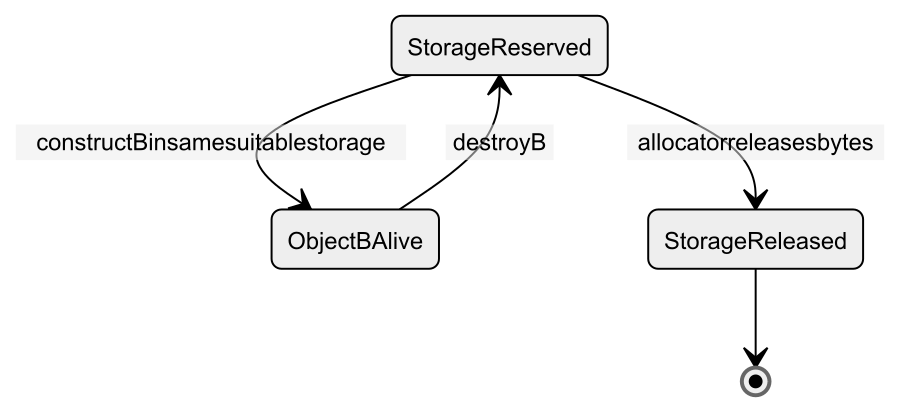 StorageReserved
constructBinsamesuitablestorage
destroyB
allocatorreleasesbytes
ObjectBAlive
StorageReleased